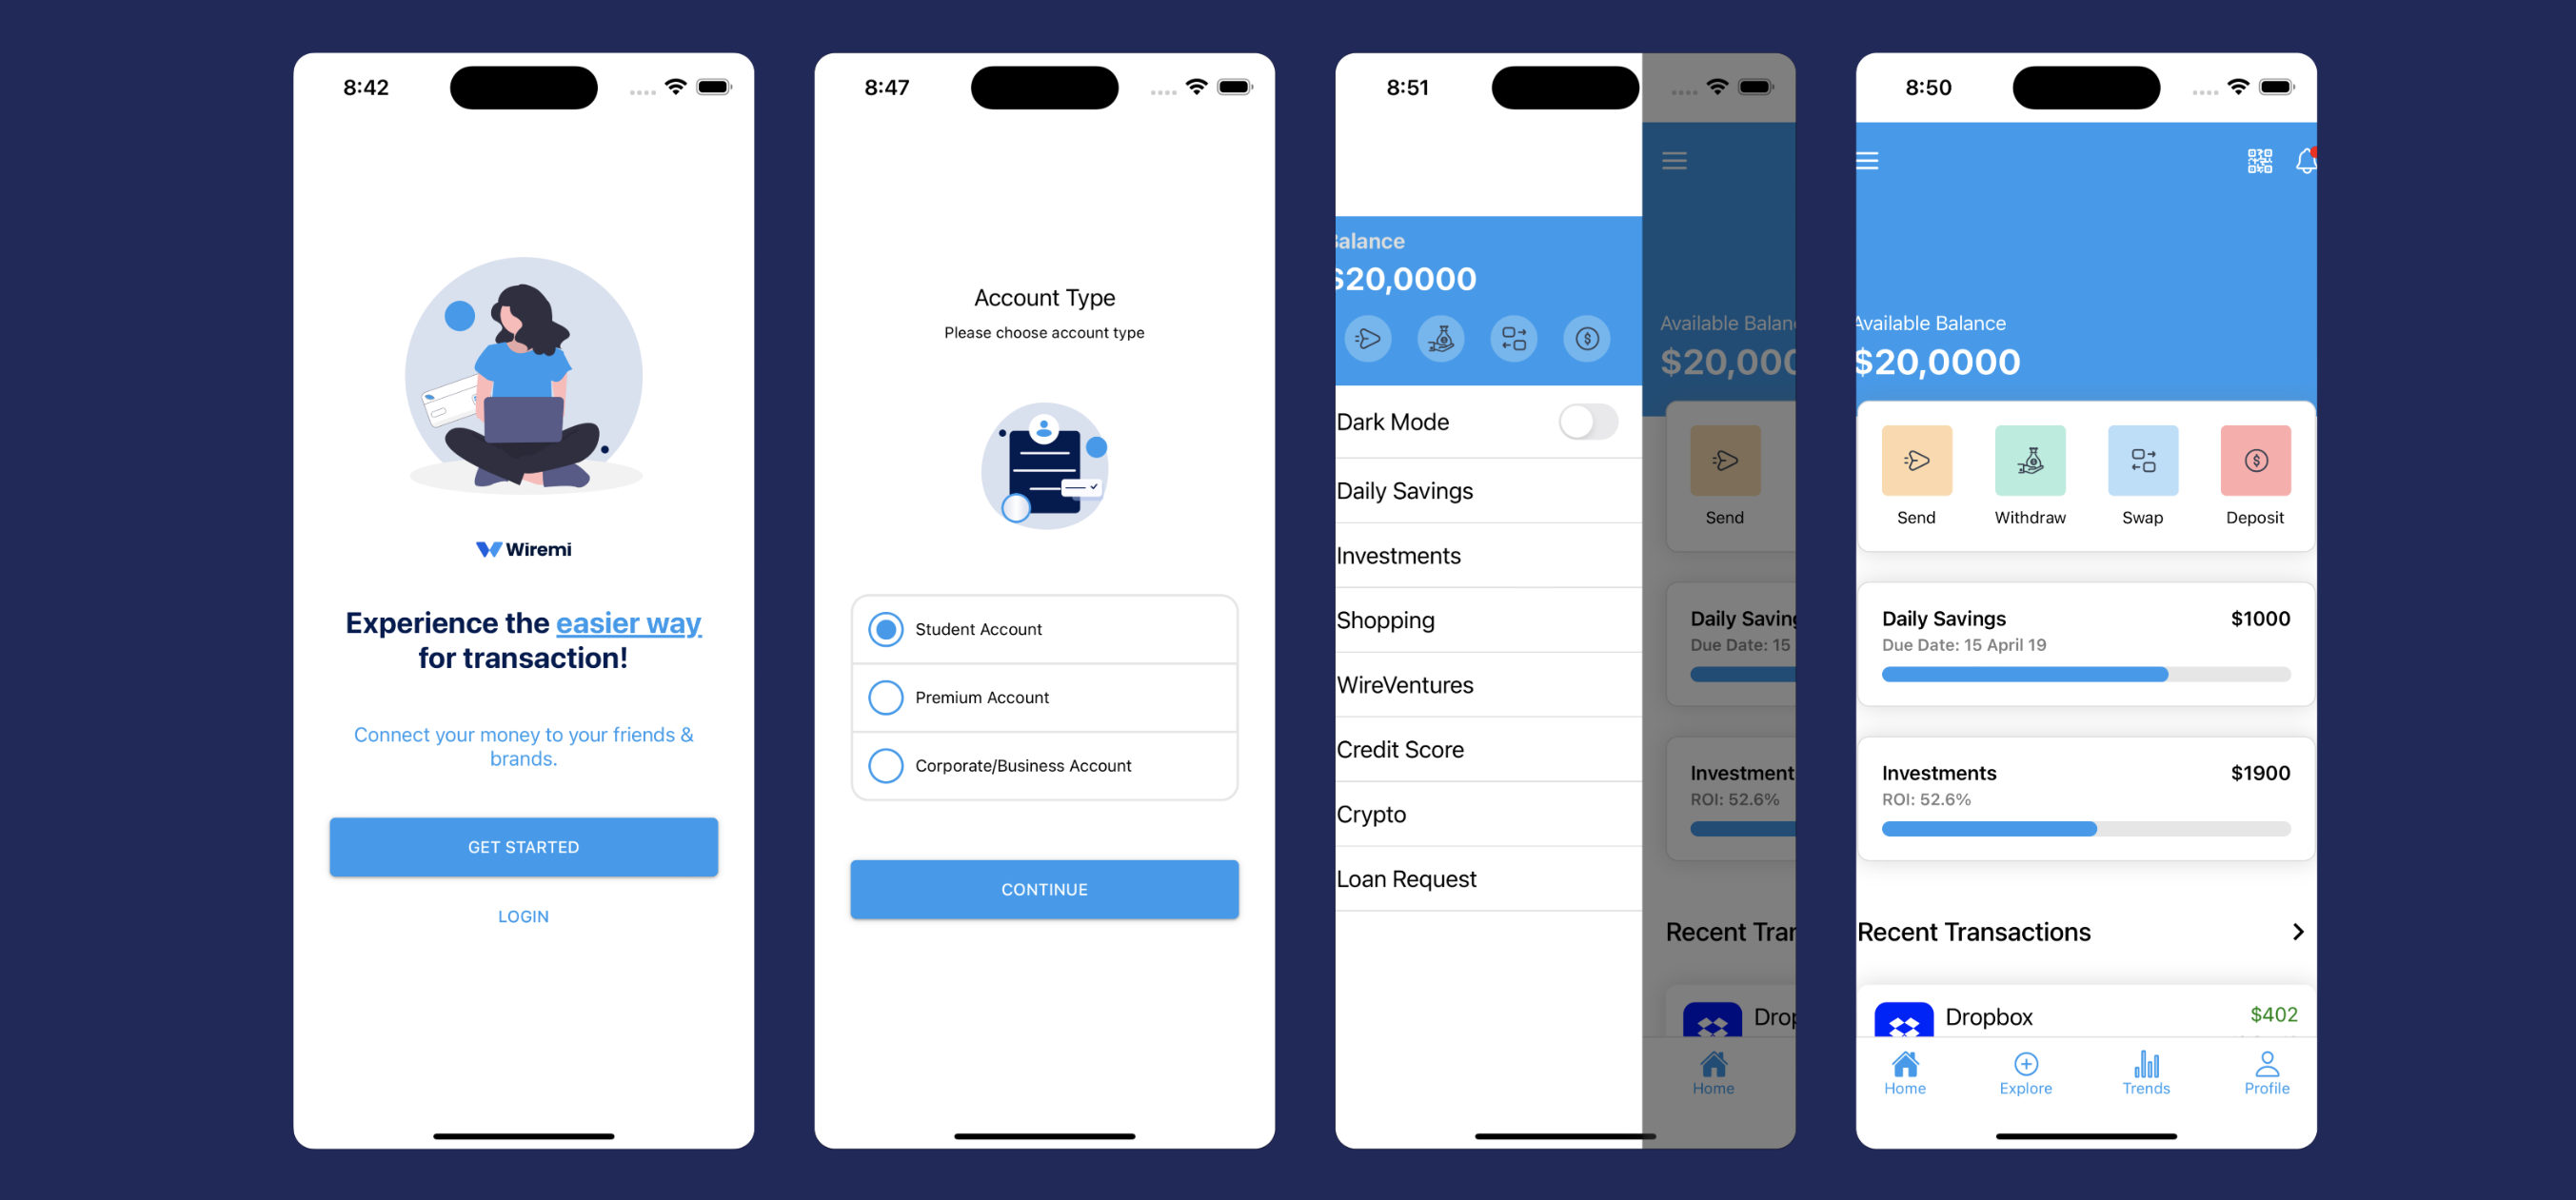 8:42
Wiremi
Experience the easier way
for transaction!
Connect your money to your friends &
brands.
GET STARTED
LOGIN
8:47
Account Type
Please choose account type
Student Account
Premium Account
Corporate/Business Account
CONTINUE
8:51
Balance
$20,0000
Dark Mode
Daily Savings
Investments
Shopping
WireVentures
Credit Score
Crypto
Loan Request
Available Balan
$20,000
Send
Daily Saving
Due Date: 15
Investment
ROI: 52.6%
Recent Tran
Drop
Home
8:50
Available Balance
$20,0000
Send
Withdraw
Swap
Deposit
Daily Savings $1000
Due Date: 15 April 19
Investments $1900
ROI: 52.6%
Recent Transactions
Dropbox $402
Home
Explore
Trends
Profile